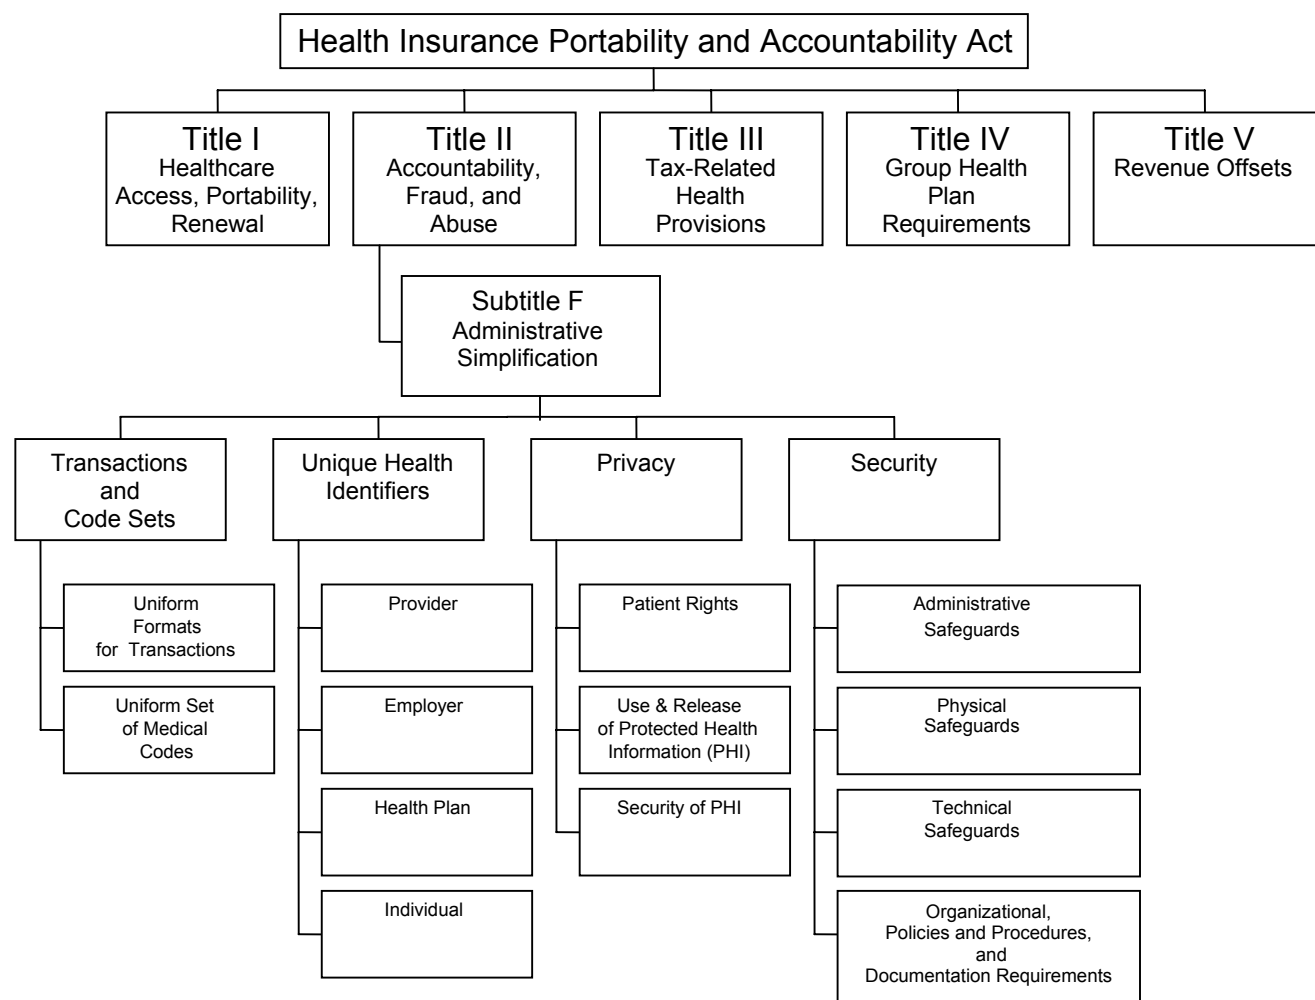 Health Insurance Portability and Accountability Act
Title I
Healthcare
Access, Portability,
Renewal
Title II
Accountability,
Fraud, and
Abuse
Title III
Tax-Related
Health
Provisions
Title IV
Group Health
Plan
Requirements
Title V
Revenue Offsets
Subtitle F
Administrative
Simplification
Transactions
and
Code Sets
Unique Health
Identifiers
Privacy
Security
Uniform
Formats
for Transactions
Uniform Set
of Medical
Codes
Provider
Employer
Health Plan
Individual
Patient Rights
Use & Release
of Protected Health
Information (PHI)
Security of PHI
Administrative
Safeguards
Physical
Safeguards
Technical
Safeguards
Organizational,
Policies and Procedures,
and
Documentation Requirements